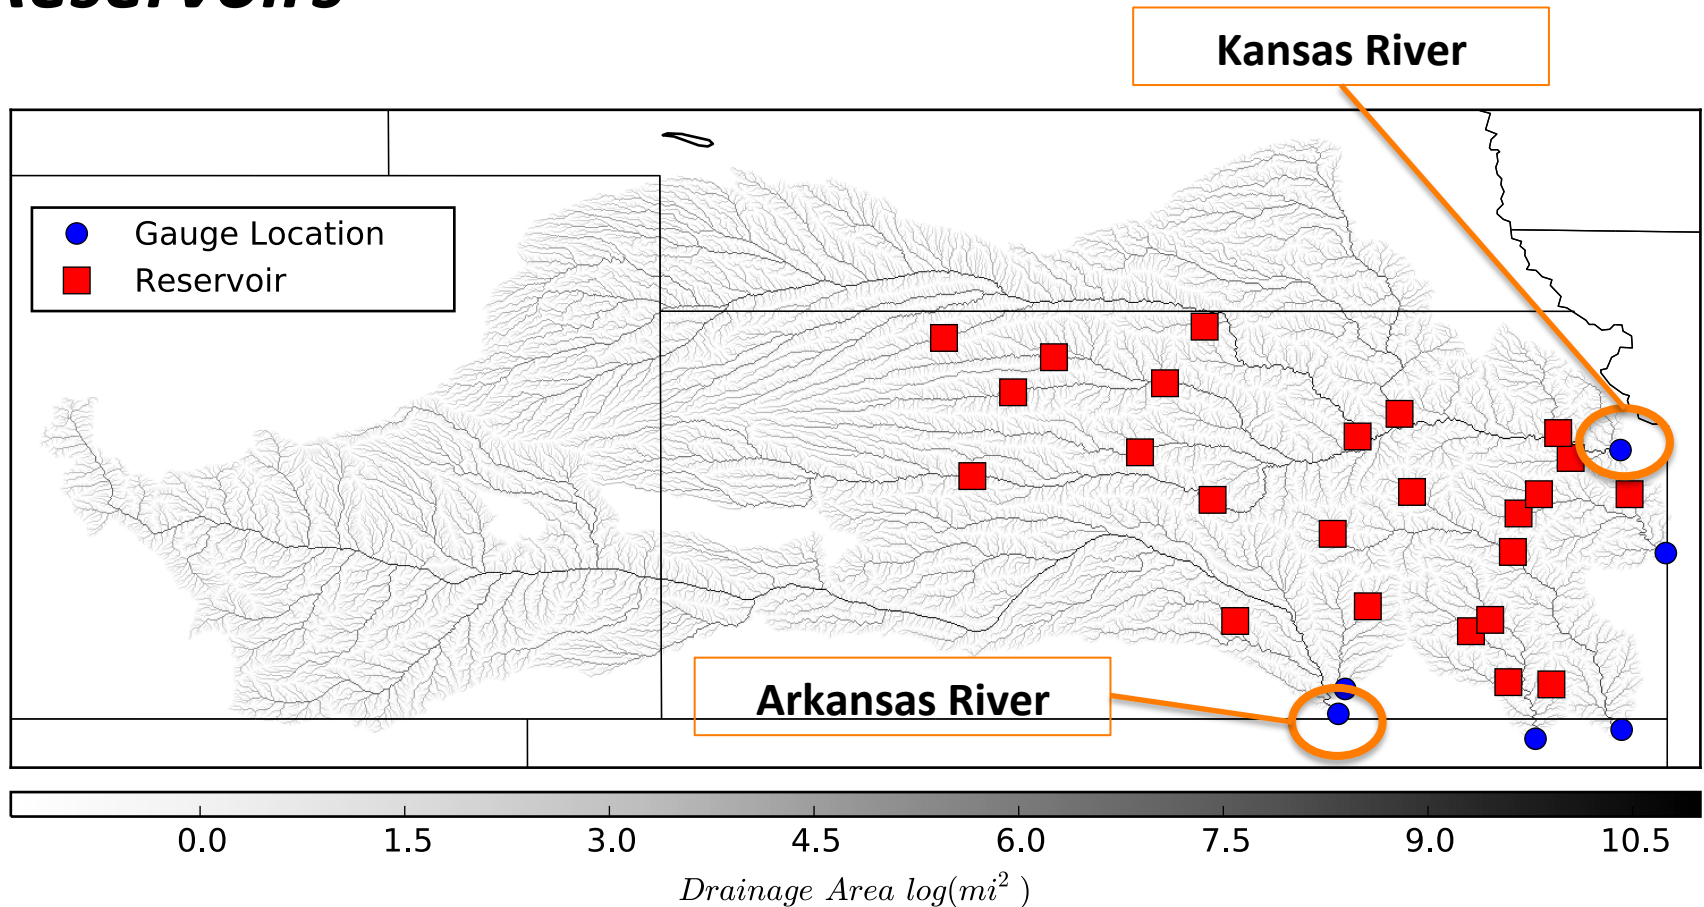 Reservoirs
Kansas River
Gauge Location
Reservoir
Arkansas River
0.0 1.5 3.0 4.5 6.0 7.5 9.0 10.5
Drainage Area log(mi² )